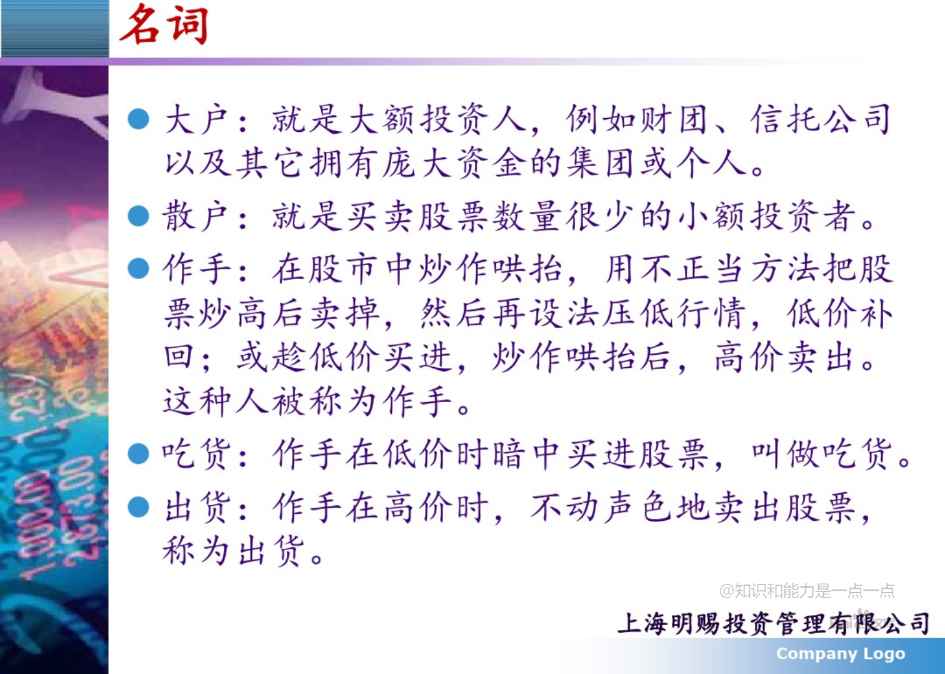 名词
大户：就是大额投资人，例如财团、信托公司
以及其它拥有庞大资金的集团或个人。
散户：就是买卖股票数量很少的小额投资者。
作手：在股市中炒作哄抬，用不正当方法把股
票炒高后卖掉，然后再设法压低行情，低价补
回；或趁低价买进，炒作哄抬后，高价卖出。
这种人被称为作手。
吃货：作手在低价时暗中买进股票，叫做吃货。
出货：作手在高价时，不动声色地卖出股票，
称为出货。
@知识和能力是一点一点
上海明赐投资管理有限公司
Company Logo